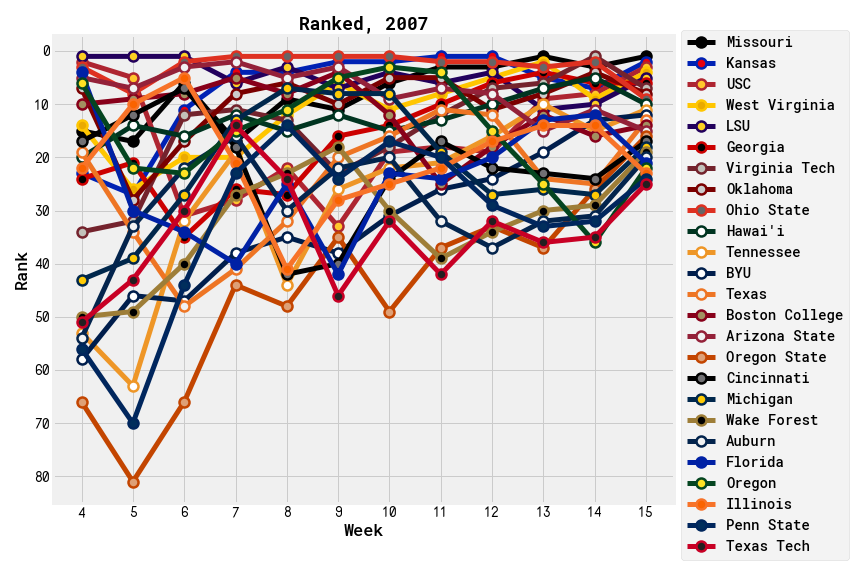 Ranked, 2007
Rank
0
10
20
30
40
50
60
70
80
4 5 6 7 8 9 10 11 12 13 14 15
Week
Missouri
Kansas
USC
West Virginia
LSU
Georgia
Virginia Tech
Oklahoma
Ohio State
Hawai'i
Tennessee
BYU
Texas
Boston College
Arizona State
Oregon State
Cincinnati
Michigan
Wake Forest
Auburn
Florida
Oregon
Illinois
Penn State
Texas Tech